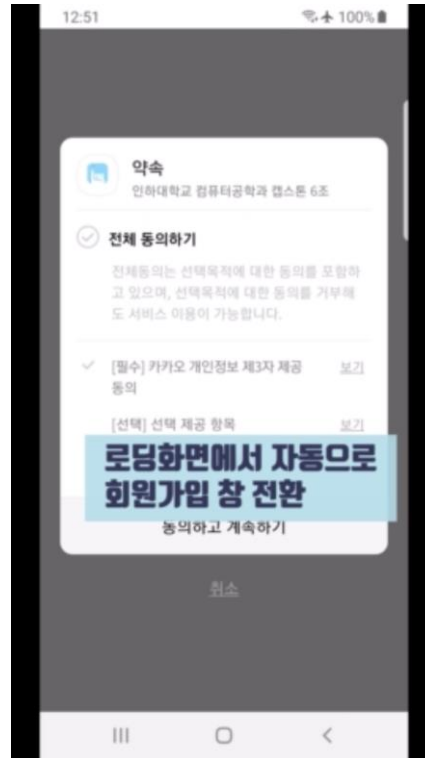 12:51
100%
약속
인하대학교 컴퓨터공학과 캡스톤 6조
전체 동의하기
전체동의는 선택목적에 대한 동의를 포함하
고 있으며, 선택목적에 대한 동의를 거부해
도 서비스 이용이 가능합니다.
[필수] 카카오 개인정보 제3자 제공 보기
동의
[선택] 선택 제공 항목 보기
로딩화면에서 자동으로
회원가입 창 전환
동의하고 계속하기
취소